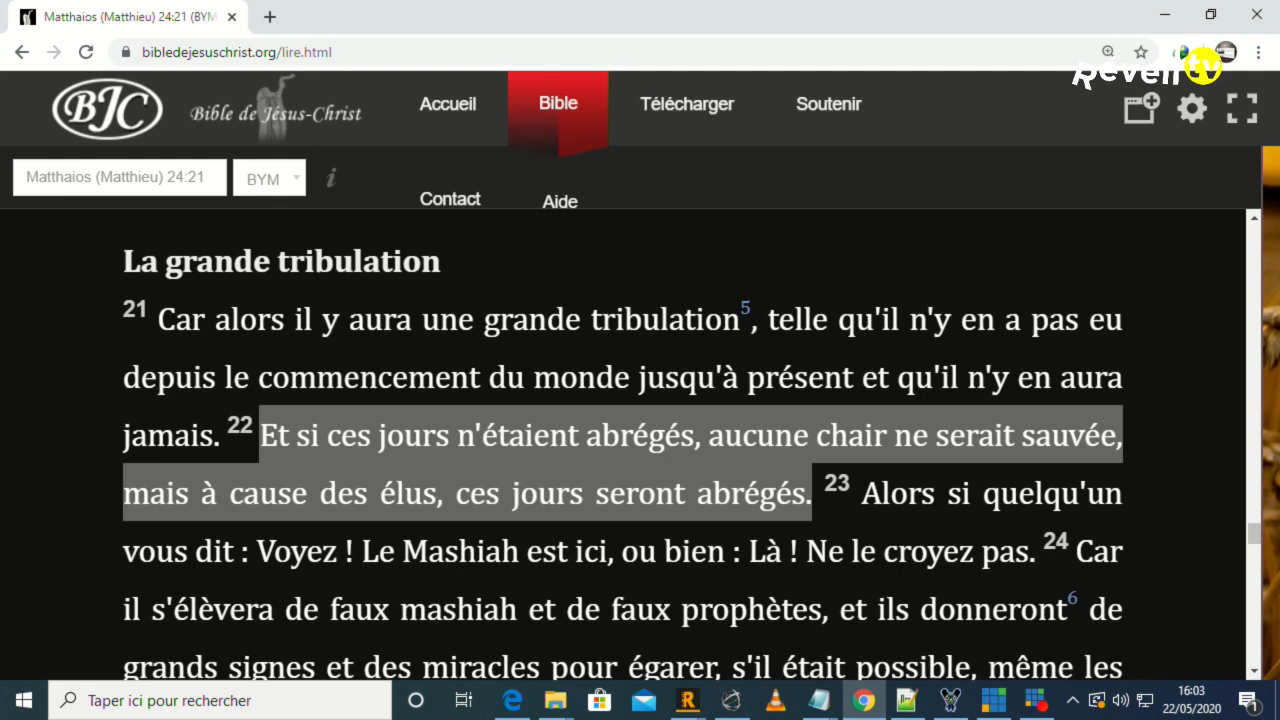 Matthaios (Matthieu) 24:21 (BYM
bibledejesuschrist.org/lire.html
Réveil tv
BJC
Bible de Jésus-Christ
Accueil
Bible
Télécharger
Soutenir
Matthaios (Matthieu) 24:21
BYM
i
Contact
Aide
La grande tribulation
21 Car alors il y aura une grande tribulation5, telle qu'il n'y en a pas eu
depuis le commencement du monde jusqu'à présent et qu'il n'y en aura
jamais. 22 Et si ces jours n'étaient abrégés, aucune chair ne serait sauvée,
mais à cause des élus, ces jours seront abrégés. 23 Alors si quelqu'un
vous dit : Voyez ! Le Mashiah est ici, ou bien : Là ! Ne le croyez pas. 24 Car
il s'élèvera de faux mashiah et de faux prophètes, et ils donneront6 de
grands signes et des miracles pour égarer, s'il était possible, même les
Taper ici pour rechercher
16:03
22/05/2020
1